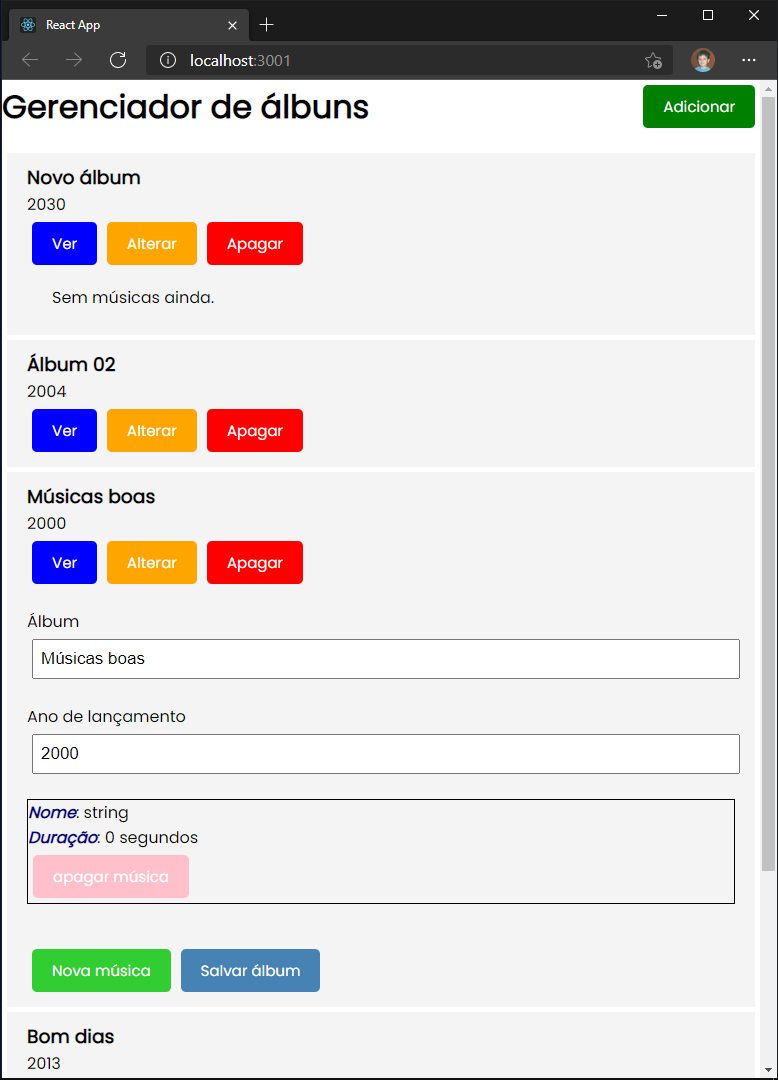 React App
localhost:3001
Gerenciador de álbuns
Adicionar
Novo álbum
2030
Ver Alterar Apagar
Sem músicas ainda.
Álbum 02
2004
Ver Alterar Apagar
Músicas boas
2000
Ver Alterar Apagar
Álbum
Músicas boas
Ano de lançamento
2000
Nome: string
Duração: 0 segundos
apagar música
Nova música Salvar álbum
Bom dias
2013